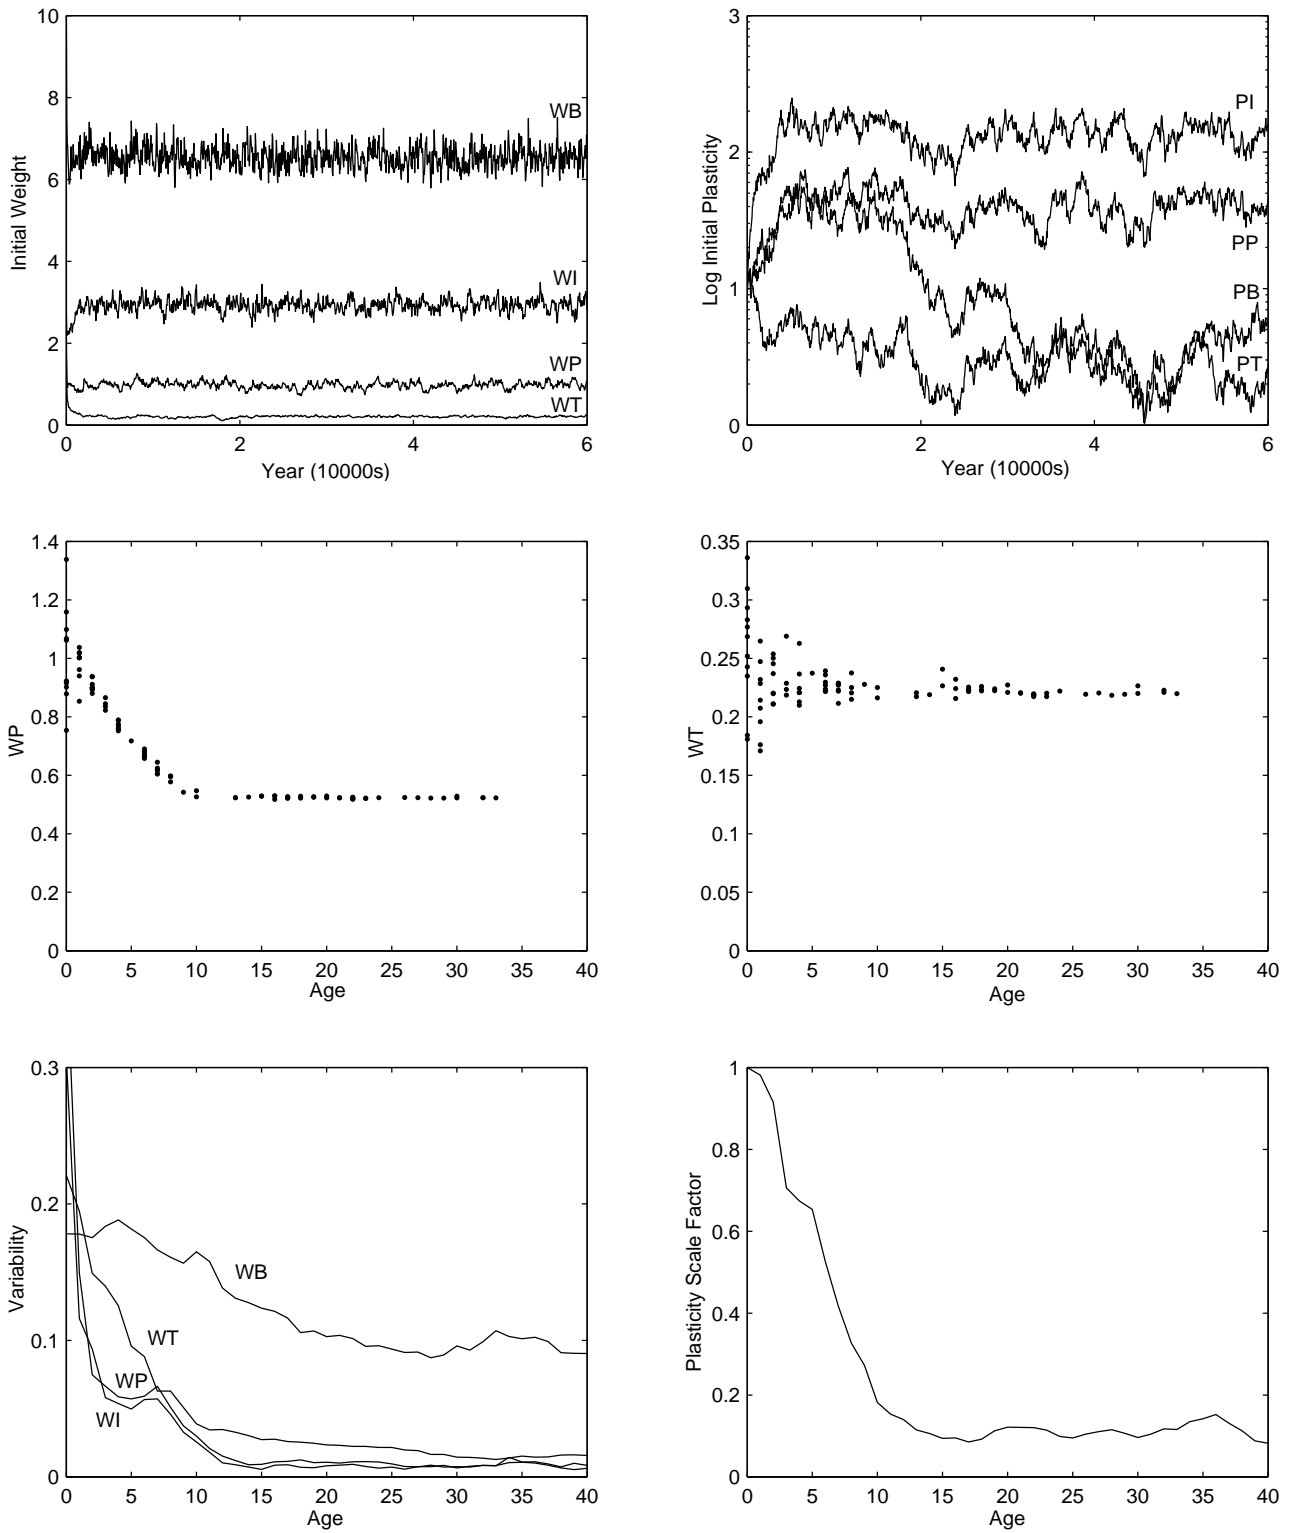 10
8
6
4
2
0
0
2
4
6
Initial Weight
Year (10000s)
WB
WI
WP
WT
3
2
1
0
0
2
4
6
Log Initial Plasticity
Year (10000s)
PI
PP
PB
PT
1.4
1.2
1
0.8
0.6
0.4
0.2
0
0 5 10 15 20 25 30 35 40
WP
Age
0.35
0.3
0.25
0.2
0.15
0.1
0.05
0
0 5 10 15 20 25 30 35 40
WT
Age
0.3
0.2
0.1
0
0 5 10 15 20 25 30 35 40
Variability
Age
WB
WT
WP
WI
1
0.8
0.6
0.4
0.2
0
0 5 10 15 20 25 30 35 40
Plasticity Scale Factor
Age